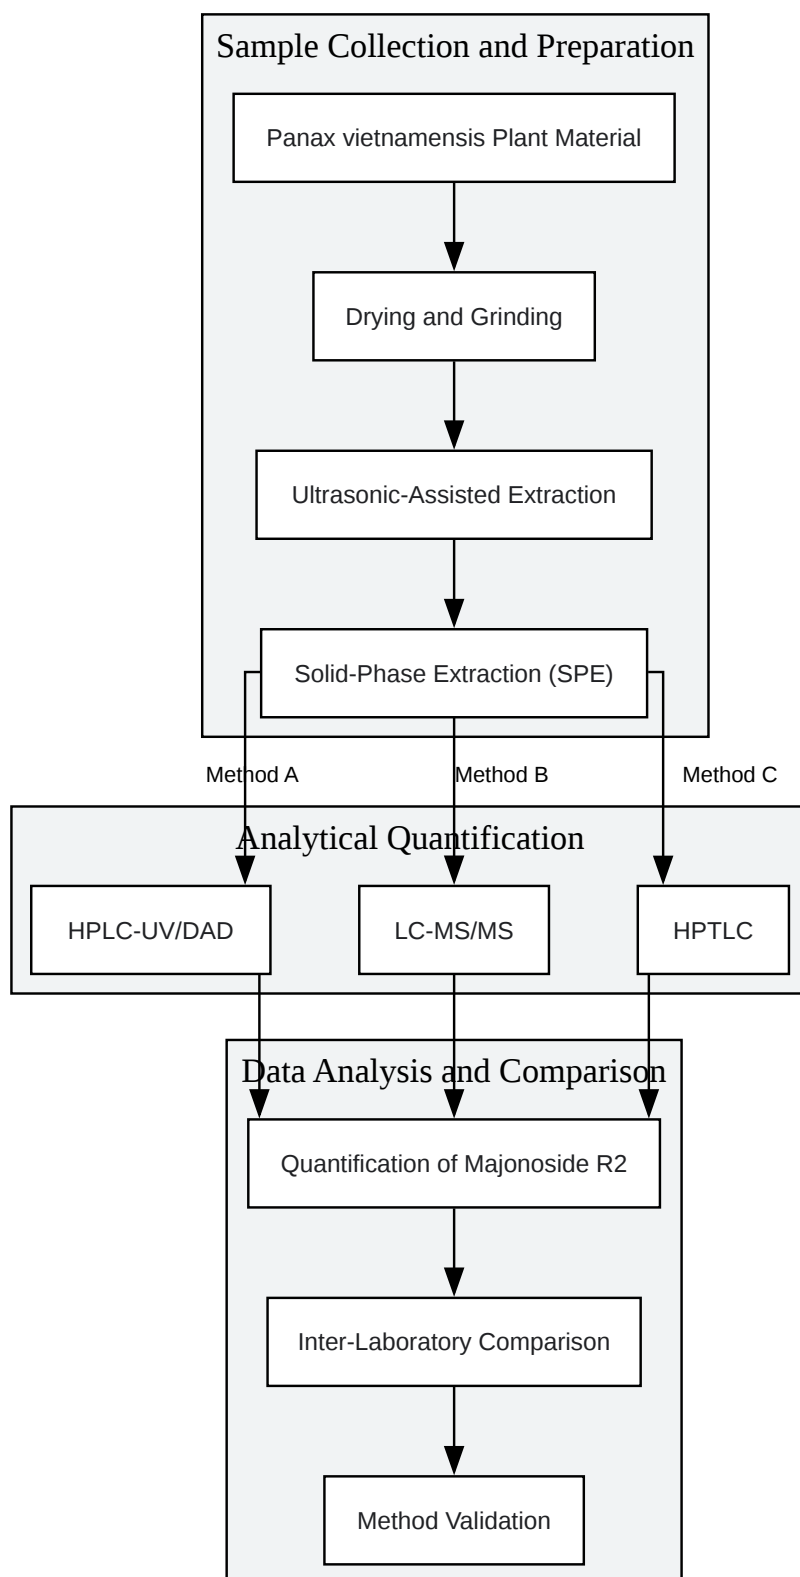 Sample Collection and Preparation
Panax vietnamensis Plant Material
Drying and Grinding
Ultrasonic-Assisted Extraction
Solid-Phase Extraction (SPE)
Method A
Method B
Method C
Analytical Quantification
HPLC-UV/DAD
LC-MS/MS
HPTLC
Data Analysis and Comparison
Quantification of Majonoside R2
Inter-Laboratory Comparison
Method Validation